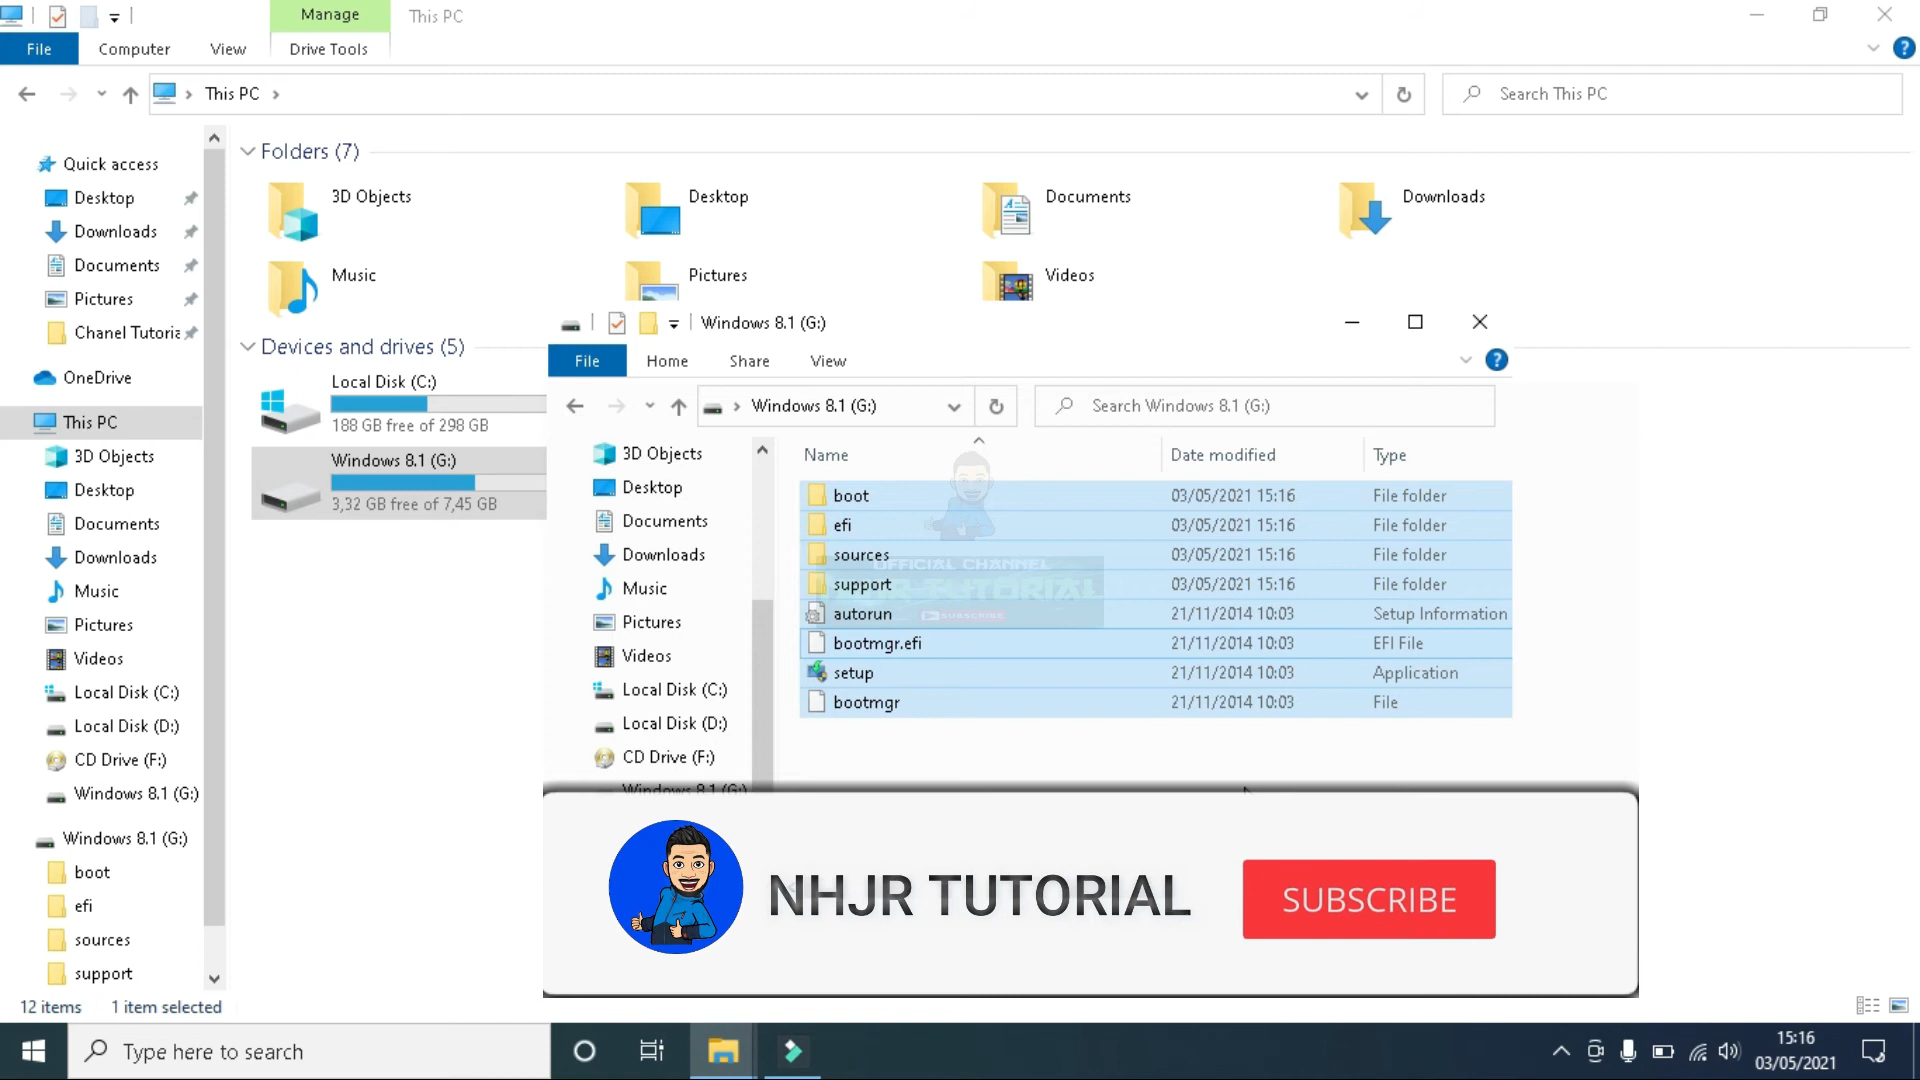 Manage
This PC
File
Computer
View
Drive Tools
This PC
Search This PC
Quick access
Desktop
Downloads
Documents
Pictures
Chanel Tutoria
OneDrive
This PC
3D Objects
Desktop
Documents
Downloads
Music
Pictures
Videos
Local Disk (C:)
Local Disk (D:)
CD Drive (F:)
Windows 8.1 (G:)
Windows 8.1 (G:)
boot
efi
sources
support
Folders (7)
3D Objects
Desktop
Documents
Downloads
Music
Pictures
Videos
Devices and drives (5)
Local Disk (C:)
188 GB free of 298 GB
Windows 8.1 (G:)
3,32 GB free of 7,45 GB
Windows 8.1 (G:)
File
Home
Share
View
Windows 8.1 (G:)
Search Windows 8.1 (G:)
3D Objects
Desktop
Documents
Downloads
Music
Pictures
Videos
Local Disk (C:)
Local Disk (D:)
CD Drive (F:)
Windows 8.1 (G:)
Name Date modified Type
boot 03/05/2021 15:16 File folder
efi 03/05/2021 15:16 File folder
sources 03/05/2021 15:16 File folder
support 03/05/2021 15:16 File folder
autorun 21/11/2014 10:03 Setup Information
bootmgr.efi 21/11/2014 10:03 EFI File
setup 21/11/2014 10:03 Application
bootmgr 21/11/2014 10:03 File
OFFICIAL CHANNEL
TUTORIAL
SUBSCRIBE
NHJR TUTORIAL
SUBSCRIBE
12 items 1 item selected
Type here to search
15:16
03/05/2021